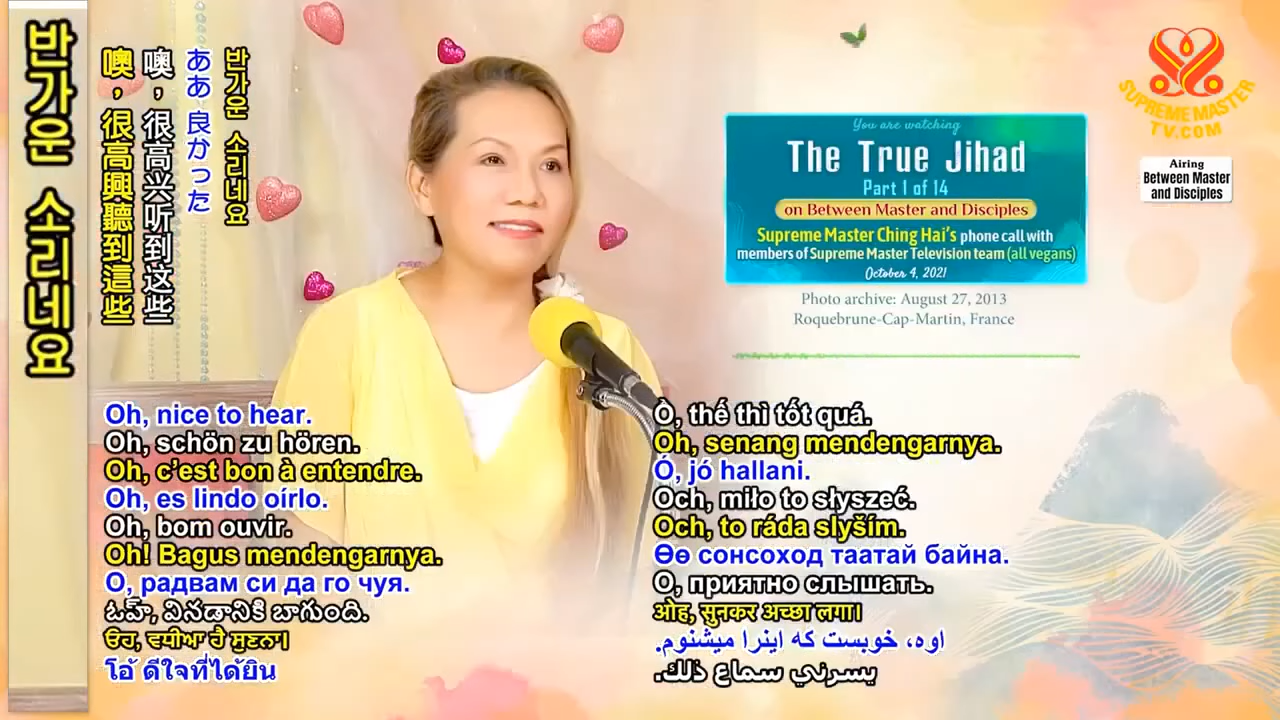 반가운 소리네요
噢，很高興聽到這些
噢，很高兴听到这些
ああ 良かった
반가운 소리네요
You are watching
The True Jihad
Part 1 of 14
on Between Master and Disciples
Supreme Master Ching Hai's phone call with
members of Supreme Master Television team (all vegans)
October 4, 2021
Photo archive: August 27, 2013
Roquebrune-Cap-Martin, France
SUPREME MASTER
TV.COM
Airing
Between Master
and Disciples
Oh, nice to hear.
Oh, schön zu hören.
Oh, c’est bon à entendre.
Oh, es lindo oírlo.
Oh, bom ouvir.
Oh! Bagus mendengarnya.
О, радвам си да го чуя.
ఓహ్, వినడానికి బాగుంది.
ਓਹ, ਵਧੀਆ ਹੈ ਸੁਣਨਾ।
โอ้ ดีใจที่ได้ยิน
Ò, thế thì tốt quá.
Oh, senang mendengarnya.
Ó, jó hallani.
Och, miło to słyszeć.
Och, to ráda slyším.
Өө сонсоход таатай байна.
О, приятно слышать.
ओह, सुनकर अच्छा लगा।
اوه، خوبست که اینرا میشنوم.
يسرني سماع ذلك.